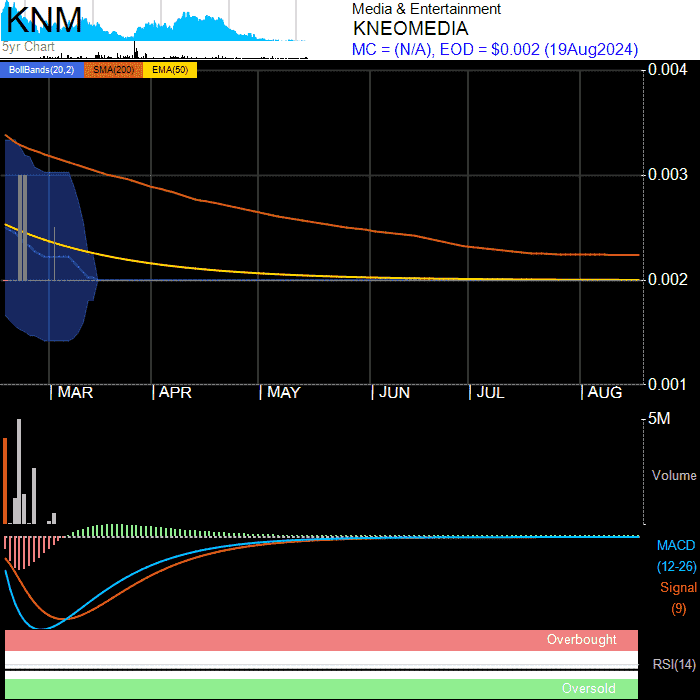 KNM
5yr Chart
Media & Entertainment
KNEOMEDIA
MC = (N/A), EOD = $0.002 (19Aug2024)
BollBands(20,2) SMA(200) EMA(50)
0.004
0.003
0.002
0.001
MAR APR MAY JUN JUL AUG
5M
Volume
MACD
(12-26)
Signal
(9)
Overbought
RSI(14)
Oversold